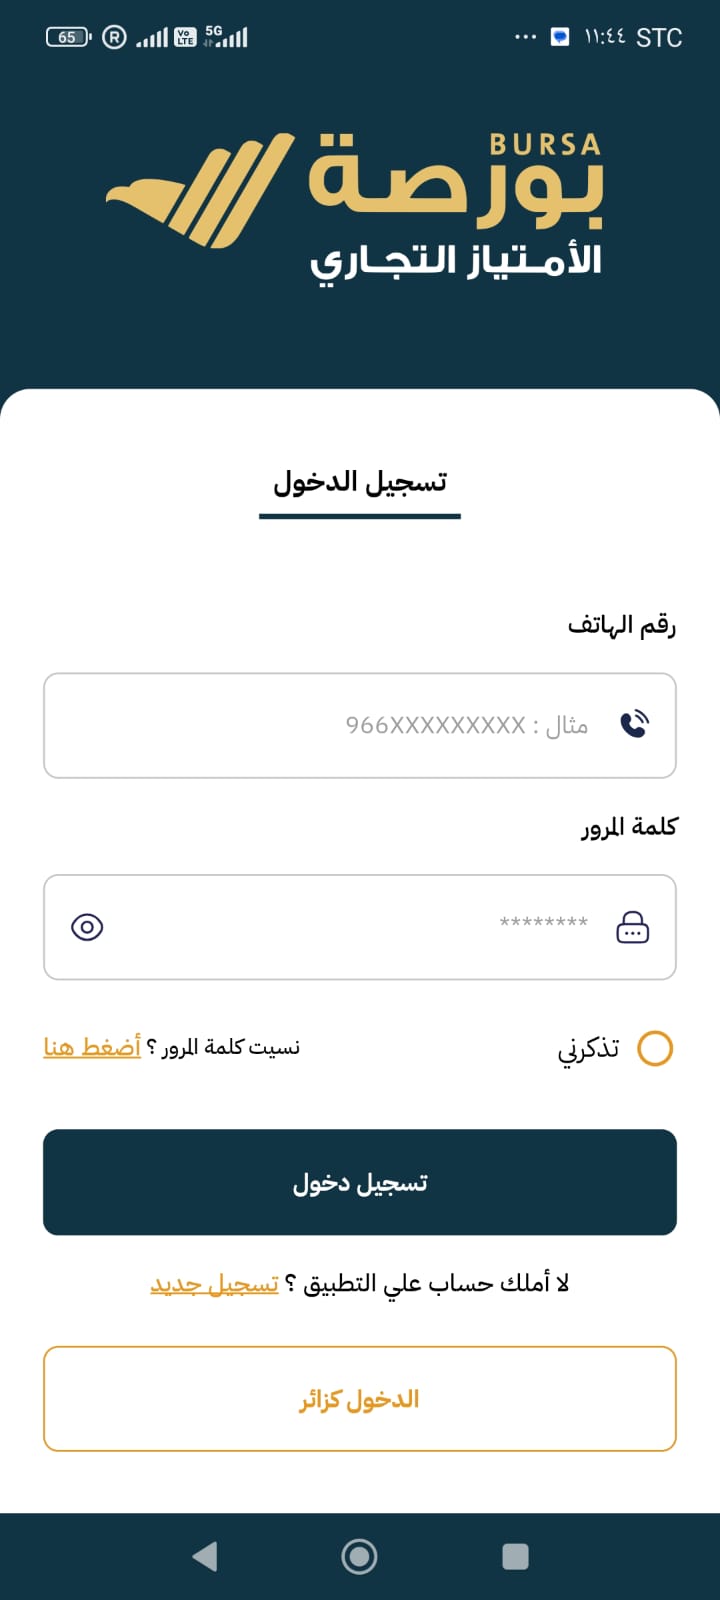 65 R Vo LTE 5G ... ١١:٤٤ STC
BURSA
بورصة
الأمتياز التجاري
تسجيل الدخول
رقم الهاتف
مثال : 966XXXXXXXXX
كلمة المرور
********
تذكرني
نسيت كلمة المرور ؟ أضغط هنا
تسجيل دخول
لا أملك حساب علي التطبيق ؟ تسجيل جديد
الدخول كزائر